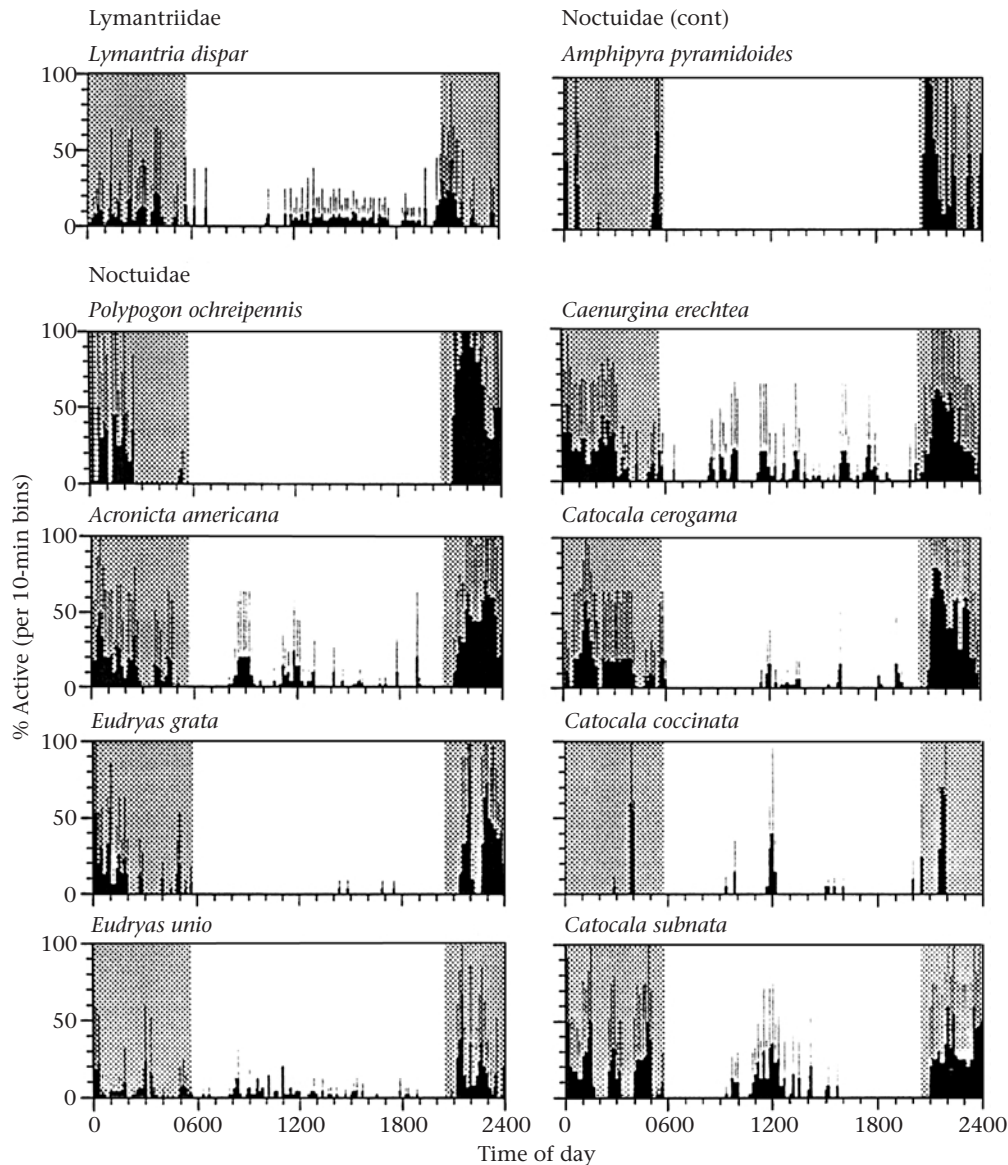 Lymantriidae
Lymantria dispar
100
50
0
Noctuidae
Polypogon ochreipennis
100
50
0
Acronicta americana
100
50
0
Eudryas grata
100
50
0
Eudryas unio
100
50
0
0 0600 1200 1800 2400
Noctuidae (cont)
Amphipyra pyramidoides
Caenurgina erechtea
Catocala cerogama
Catocala coccinata
Catocala subnata
0 0600 1200 1800 2400
% Active (per 10-min bins)
Time of day